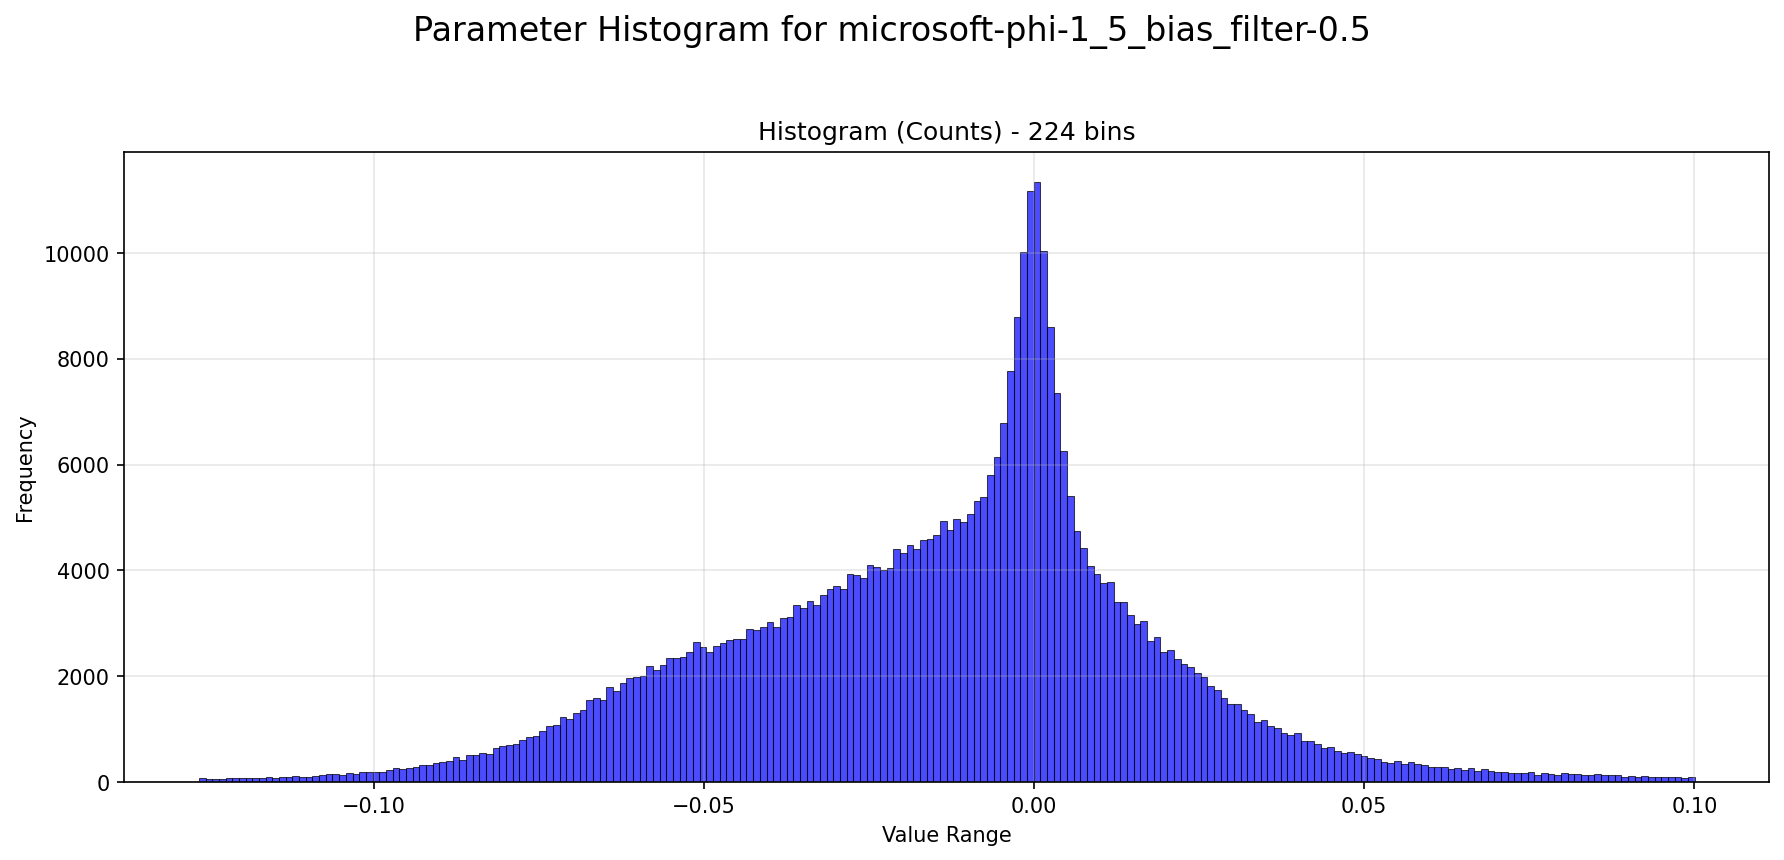 Parameter Histogram for microsoft-phi-1_5_bias_filter-0.5
Histogram (Counts) - 224 bins
Frequency
10000
8000
6000
4000
2000
0
−0.10
−0.05
0.00
0.05
0.10
Value Range